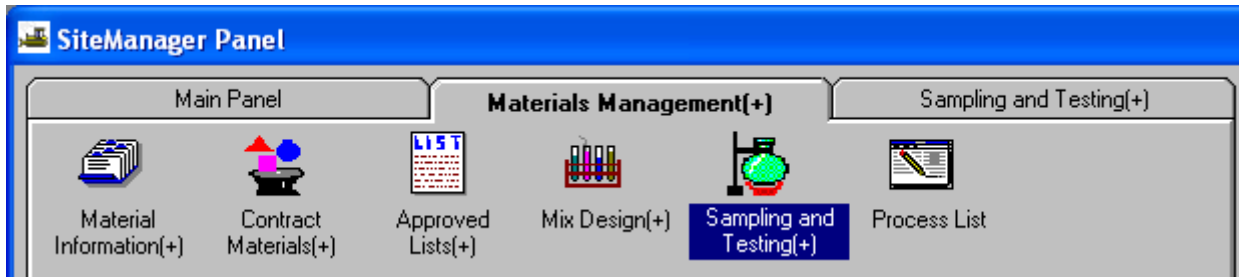 SiteManager Panel
Main Panel
Materials Management(+)
Sampling and Testing(+)
LIST
Material
Information(+)
Contract
Materials(+)
Approved
Lists(+)
Mix Design(+)
Sampling and
Testing(+)
Process List